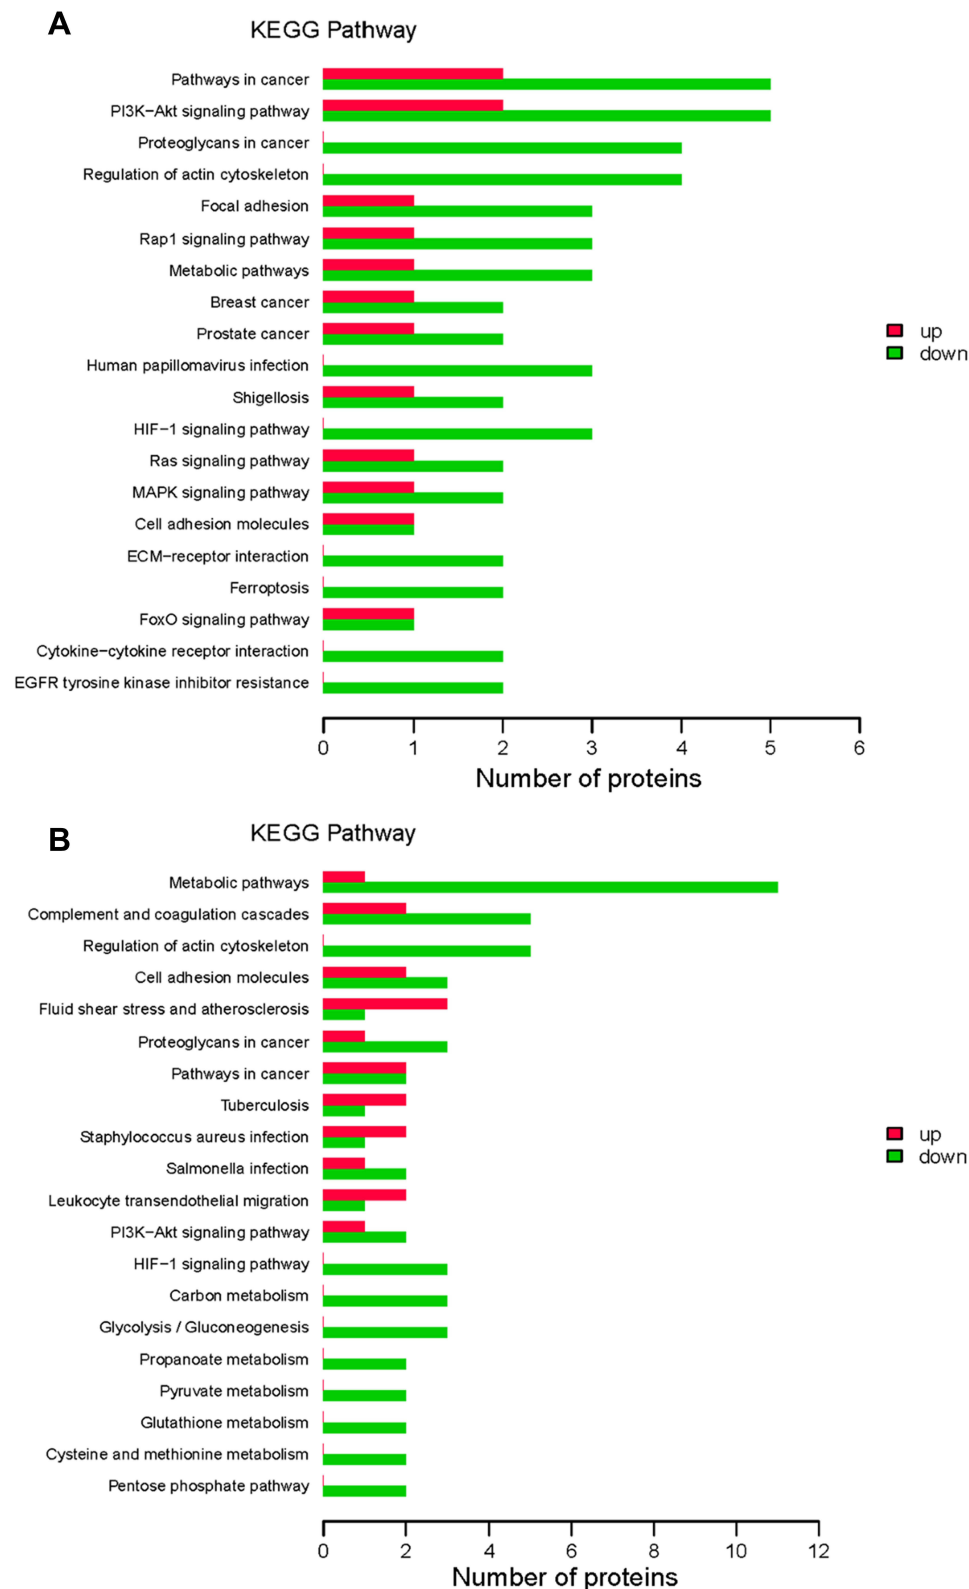 A
KEGG Pathway
Pathways in cancer
PI3K−Akt signaling pathway
Proteoglycans in cancer
Regulation of actin cytoskeleton
Focal adhesion
Rap1 signaling pathway
Metabolic pathways
Breast cancer
Prostate cancer
Human papillomavirus infection
Shigellosis
HIF−1 signaling pathway
Ras signaling pathway
MAPK signaling pathway
Cell adhesion molecules
ECM−receptor interaction
Ferroptosis
FoxO signaling pathway
Cytokine−cytokine receptor interaction
EGFR tyrosine kinase inhibitor resistance
up
down
0 1 2 3 4 5 6
Number of proteins
B
KEGG Pathway
Metabolic pathways
Complement and coagulation cascades
Regulation of actin cytoskeleton
Cell adhesion molecules
Fluid shear stress and atherosclerosis
Proteoglycans in cancer
Pathways in cancer
Tuberculosis
Staphylococcus aureus infection
Salmonella infection
Leukocyte transendothelial migration
PI3K−Akt signaling pathway
HIF−1 signaling pathway
Carbon metabolism
Glycolysis / Gluconeogenesis
Propanoate metabolism
Pyruvate metabolism
Glutathione metabolism
Cysteine and methionine metabolism
Pentose phosphate pathway
up
down
0 2 4 6 8 10 12
Number of proteins